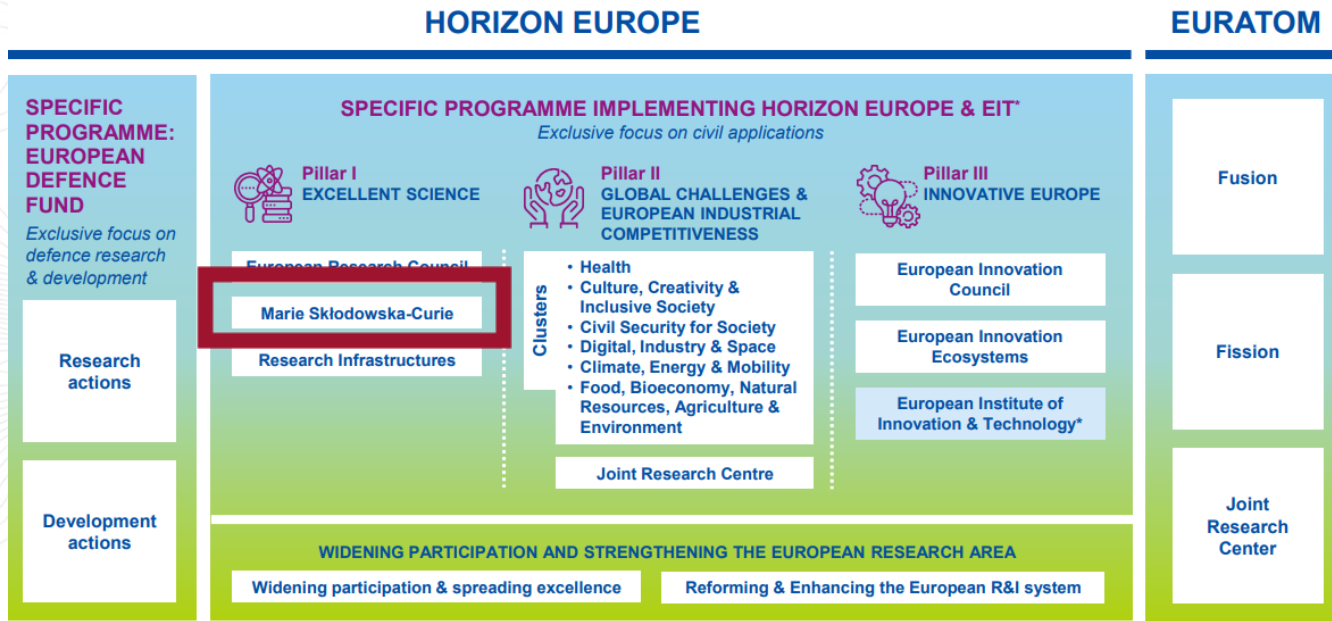 HORIZON EUROPE
EURATOM
SPECIFIC
PROGRAMME:
EUROPEAN
DEFENCE
FUND
Exclusive focus on
defence research
& development
Research
actions
Development
actions
SPECIFIC PROGRAMME IMPLEMENTING HORIZON EUROPE & EIT*
Exclusive focus on civil applications
Pillar I
EXCELLENT SCIENCE
European Research Council
Marie Skłodowska-Curie
Research Infrastructures
Pillar II
GLOBAL CHALLENGES &
EUROPEAN INDUSTRIAL
COMPETITIVENESS
Clusters
• Health
• Culture, Creativity &
Inclusive Society
• Civil Security for Society
• Digital, Industry & Space
• Climate, Energy & Mobility
• Food, Bioeconomy, Natural
Resources, Agriculture &
Environment
Joint Research Centre
Pillar III
INNOVATIVE EUROPE
European Innovation
Council
European Innovation
Ecosystems
European Institute of
Innovation & Technology*
WIDENING PARTICIPATION AND STRENGTHENING THE EUROPEAN RESEARCH AREA
Widening participation & spreading excellence
Reforming & Enhancing the European R&I system
Fusion
Fission
Joint
Research
Center